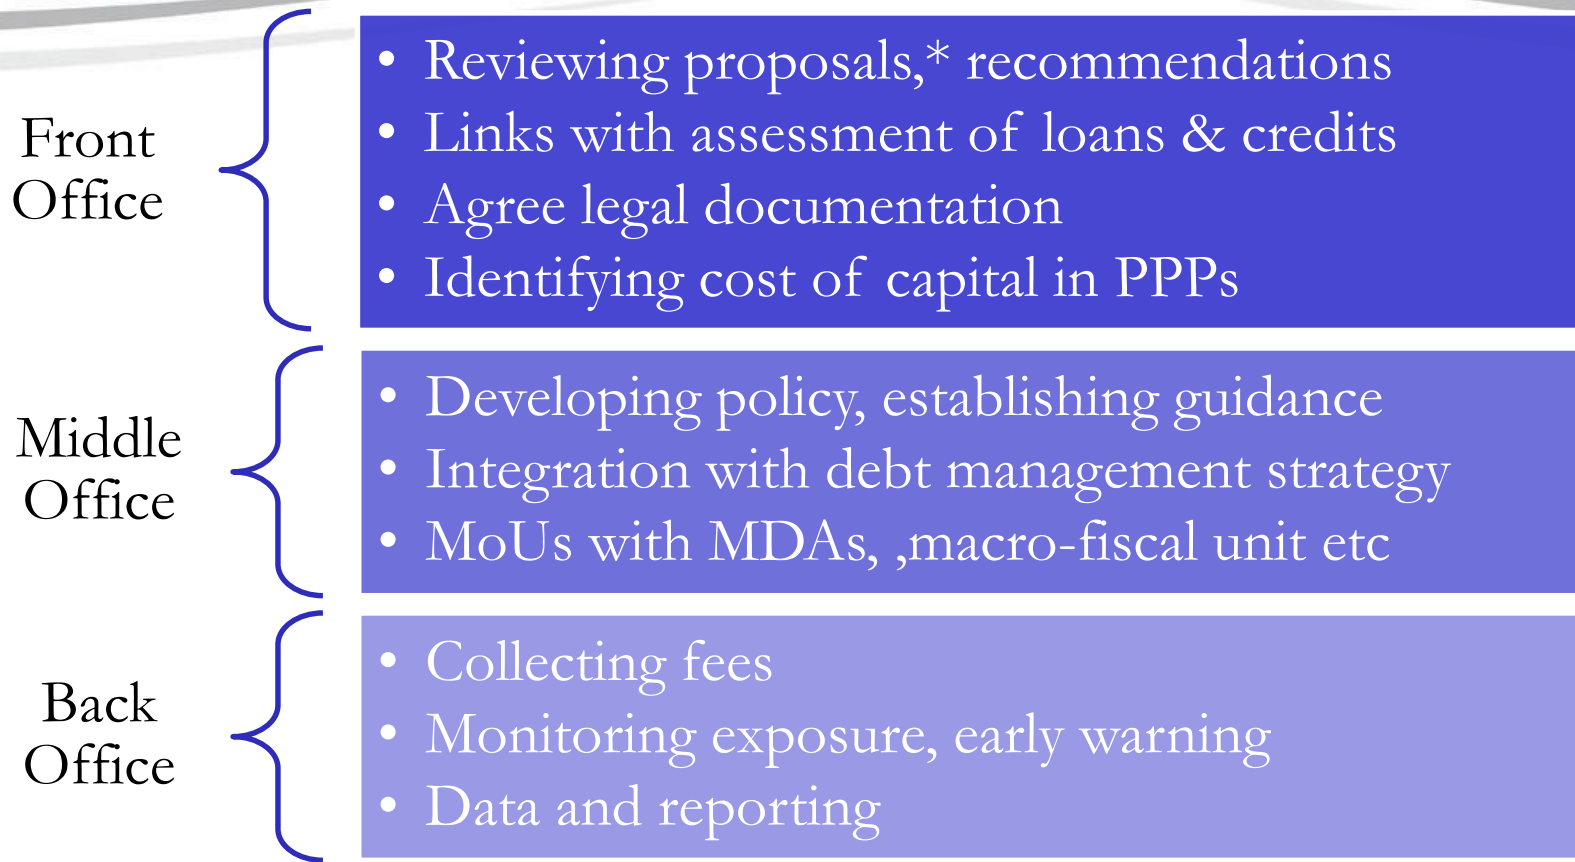 Front
Office
• Reviewing proposals,* recommendations
• Links with assessment of loans & credits
• Agree legal documentation
• Identifying cost of capital in PPPs
Middle
Office
• Developing policy, establishing guidance
• Integration with debt management strategy
• MoUs with MDAs, ,macro-fiscal unit etc
Back
Office
• Collecting fees
• Monitoring exposure, early warning
• Data and reporting